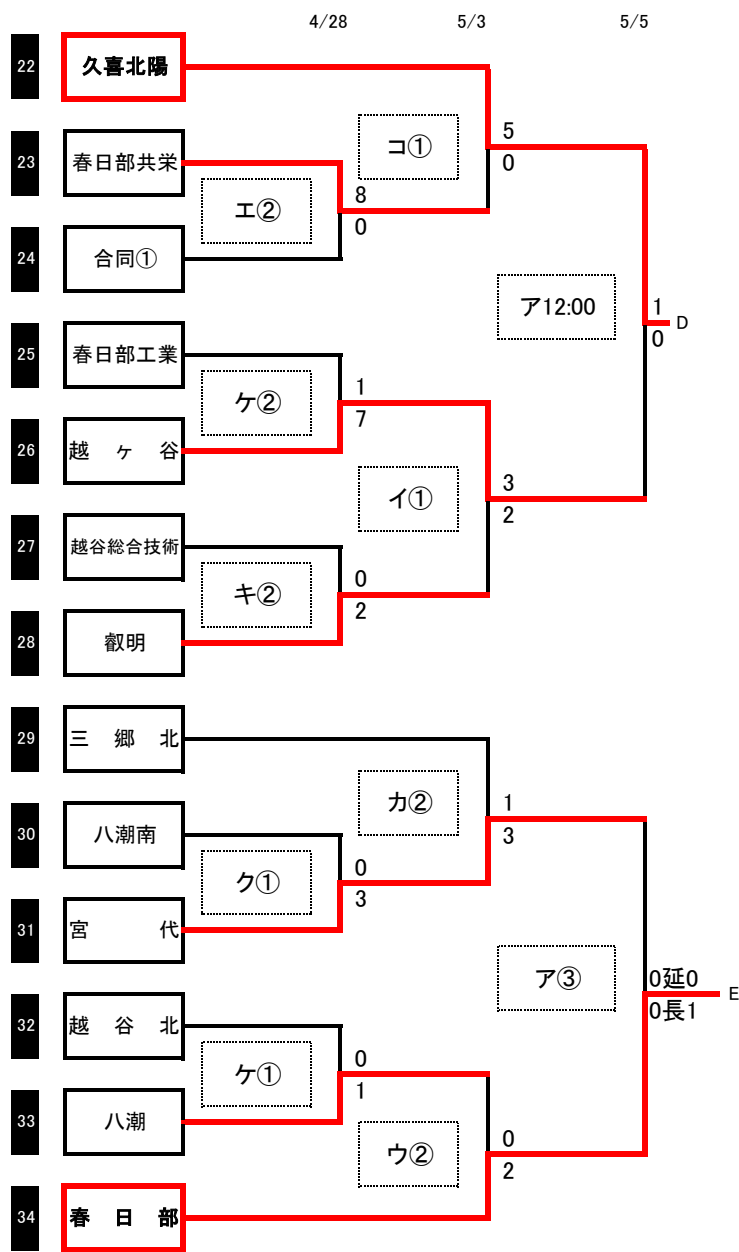 4/28 5/3 5/5
22 久喜北陽
5
コ①
0
23 春日部共栄
8
エ②
0
24 合同①
ア12:00
1
D
0
25 春日部工業
1
ケ②
7
26 越ヶ谷
3
イ①
2
27 越谷総合技術
0
キ②
2
28 叡明
29 三郷北
1
カ②
3
30 八潮南
0
ク①
3
31 宮代
ア③
0延0
E
0長1
32 越谷北
0
ケ①
1
33 八潮
0
ウ②
2
34 春日部